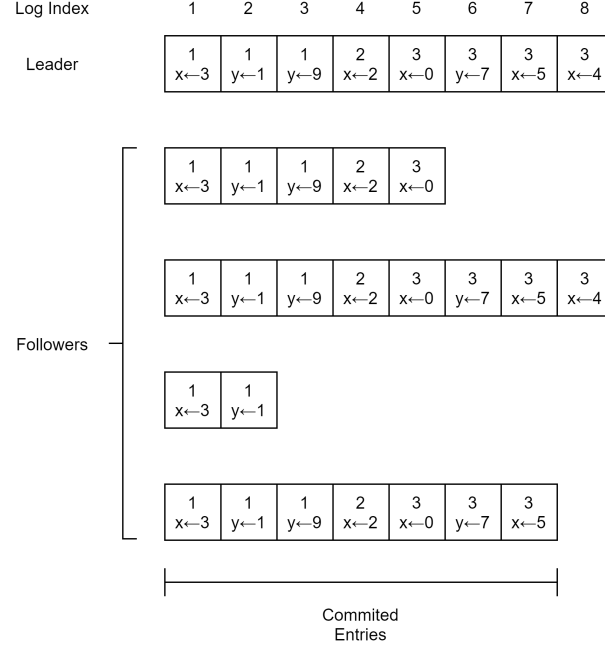 Log Index 1 2 3 4 5 6 7 8
Leader
1 1 1 2 3 3 3 3
x←3 y←1 y←9 x←2 x←0 y←7 x←5 x←4
1 1 1 2 3
x←3 y←1 y←9 x←2 x←0
1 1 1 2 3 3 3 3
x←3 y←1 y←9 x←2 x←0 y←7 x←5 x←4
Followers
1 1
x←3 y←1
1 1 1 2 3 3 3
x←3 y←1 y←9 x←2 x←0 y←7 x←5
Commited
Entries